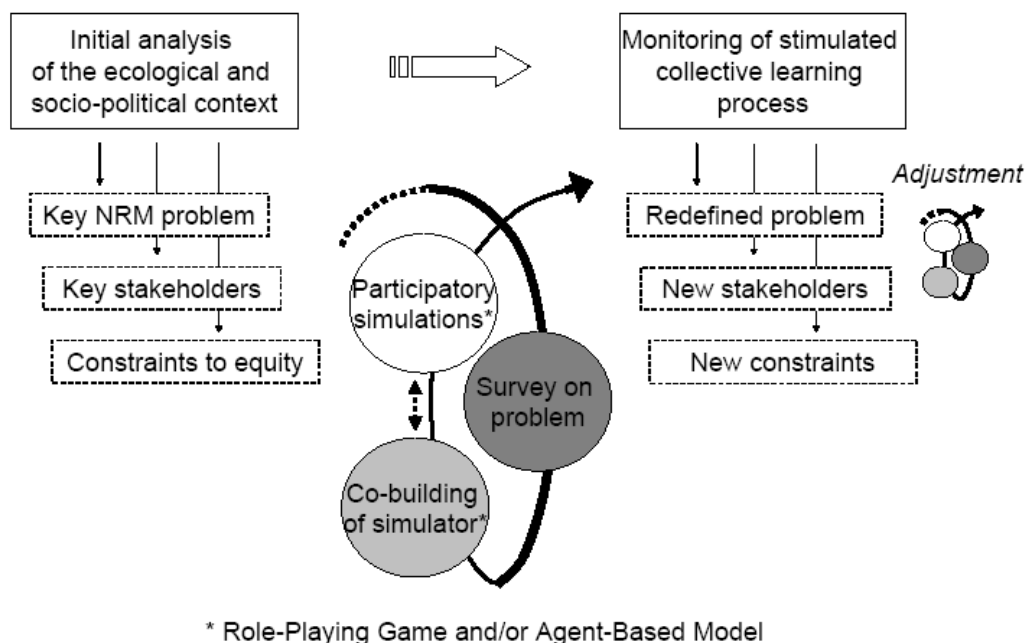 Initial analysis
of the ecological and
socio-political context
Key NRM problem
Key stakeholders
Constraints to equity
Participatory
simulations*
Survey on
problem
Co-building
of simulator*
Monitoring of stimulated
collective learning
process
Redefined problem
New stakeholders
New constraints
Adjustment
* Role-Playing Game and/or Agent-Based Model